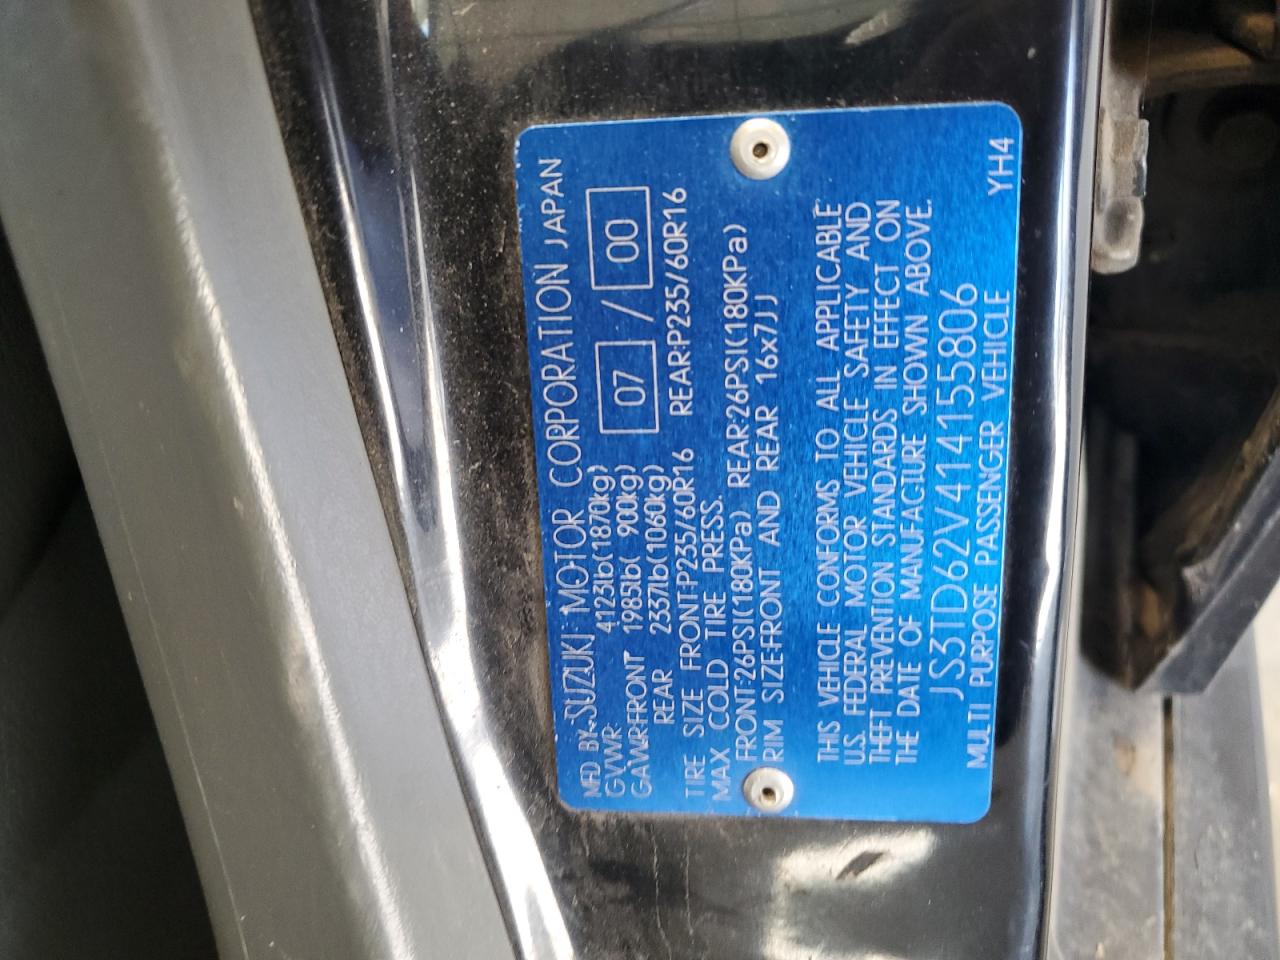 MFD BY:SUZUKI MOTOR CORPORATION JAPAN
GVWR: 4123lb(1870kg) 07 / 00
GAWR:FRONT 1985lb( 900kg)
REAR 2337lb(1060kg)
TIRE SIZE FRONT:P235/60R16 REAR:P235/60R16
MAX COLD TIRE PRESS.
FRONT:26PSI(180KPa) REAR:26PSI(180KPa)
RIM SIZE:FRONT AND REAR 16x7JJ
THIS VEHICLE CONFORMS TO ALL APPLICABLE
U.S. FEDERAL MOTOR VEHICLE SAFETY AND
THEFT PREVENTION STANDARDS IN EFFECT ON
THE DATE OF MANUFACTURE SHOWN ABOVE.
JS3TD62V414155806
MULTI PURPOSE PASSENGER VEHICLE YH4